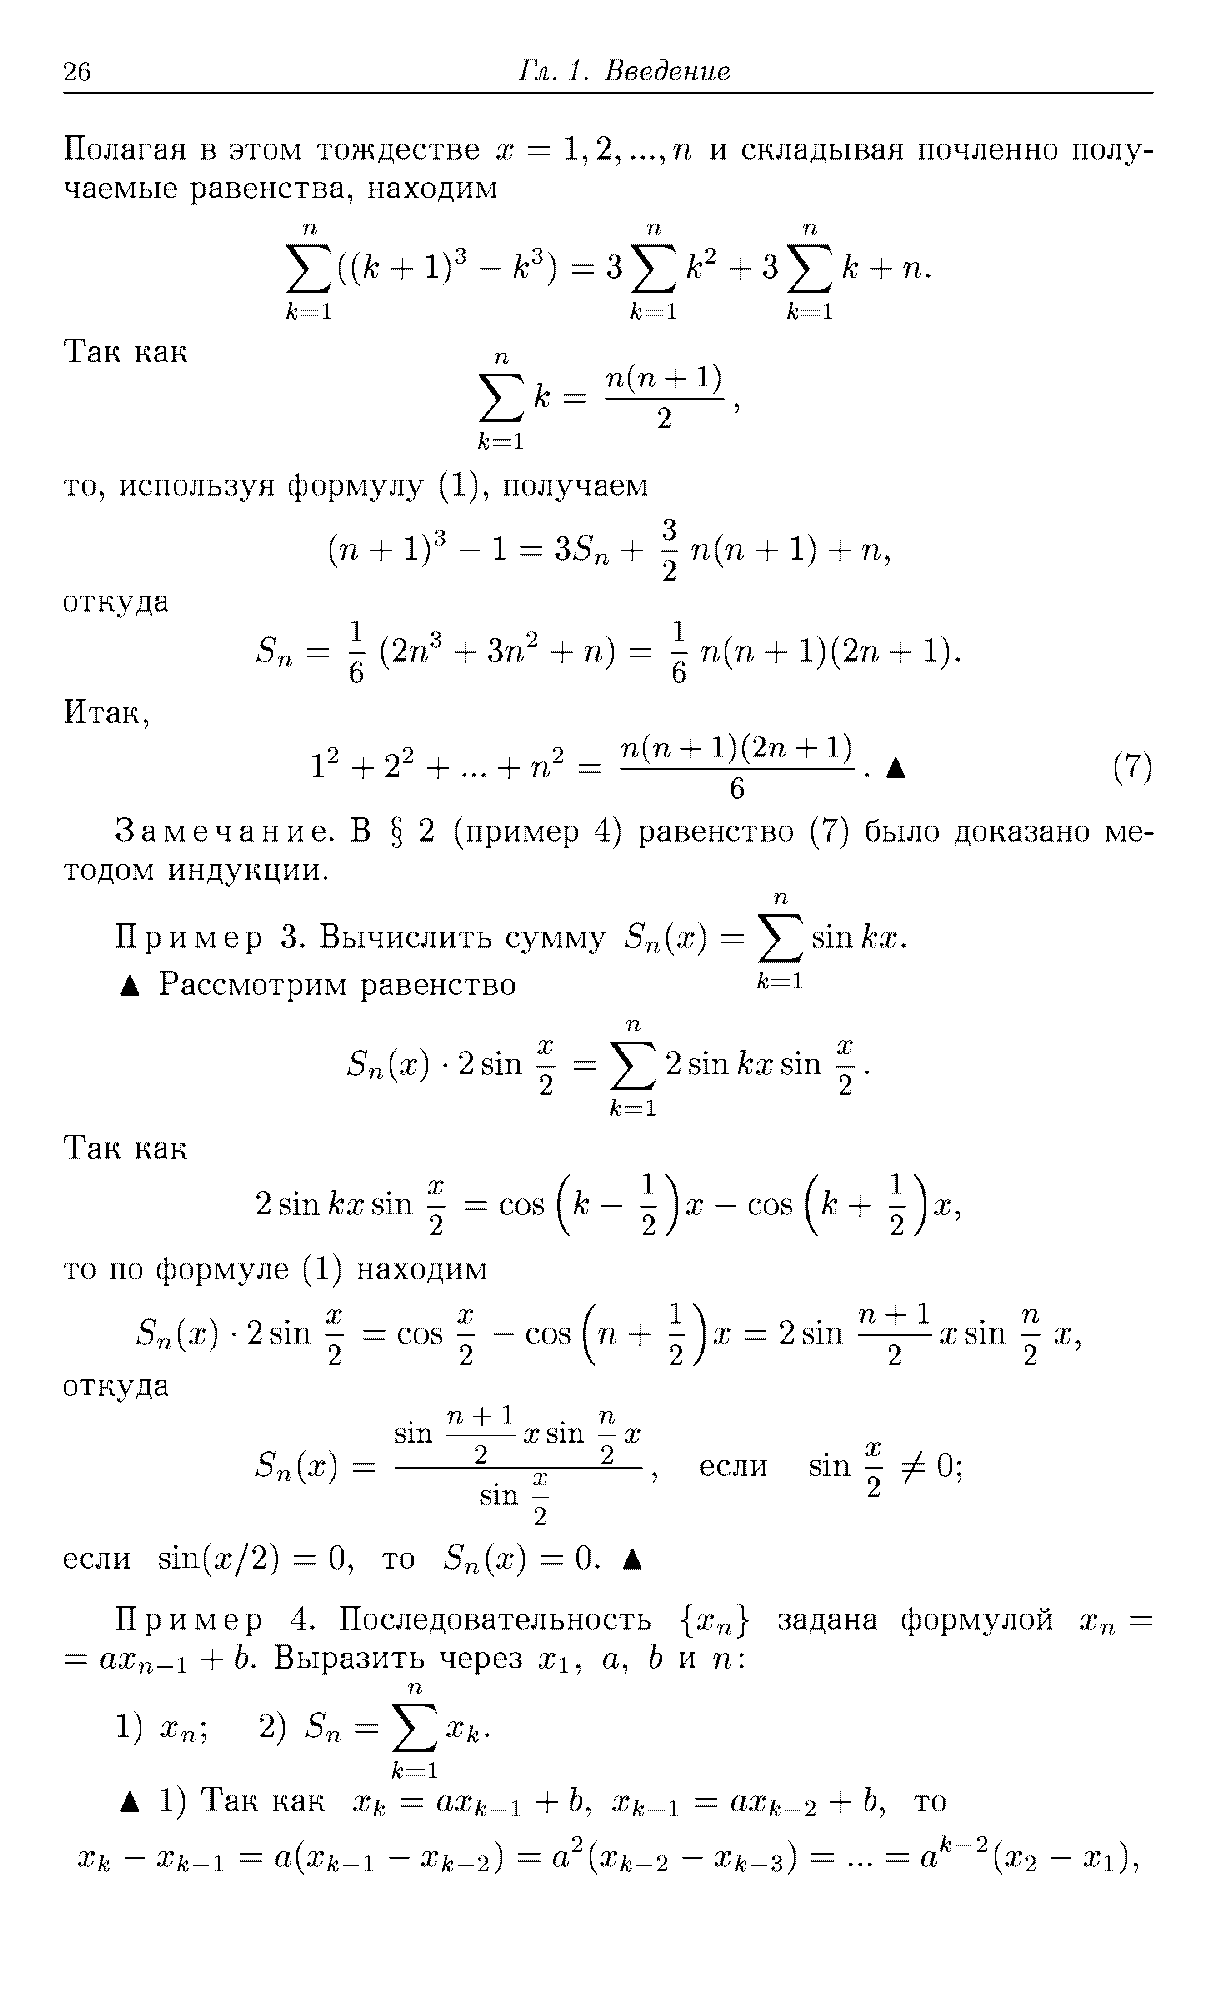 26 Гл. 1. Введение
Полагая в этом тождестве $x = 1, 2, ..., n$ и складывая почленно полу-
чаемые равенства, находим
$$\sum_{k=1}^{n} ((k+1)^3 - k^3) = 3 \sum_{k=1}^{n} k^2 + 3 \sum_{k=1}^{n} k + n.$$
Так как
$$\sum_{k=1}^{n} k = \frac{n(n+1)}{2},$$
то, используя формулу (1), получаем
$$(n+1)^3 - 1 = 3S_n + \frac{3}{2} n(n+1) + n,$$
откуда
$$S_n = \frac{1}{6} (2n^3 + 3n^2 + n) = \frac{1}{6} n(n+1)(2n+1).$$
Итак,
$$1^2 + 2^2 + ... + n^2 = \frac{n(n+1)(2n+1)}{6}. ▲ \quad (7)$$
Замечание. В § 2 (пример 4) равенство (7) было доказано ме-
тодом индукции.
Пример 3. Вычислить сумму $S_n(x) = \sum_{k=1}^{n} \sin kx.$
▲ Рассмотрим равенство
$$S_n(x) \cdot 2 \sin \frac{x}{2} = \sum_{k=1}^{n} 2 \sin kx \sin \frac{x}{2}.$$
Так как
$$2 \sin kx \sin \frac{x}{2} = \cos \left( k - \frac{1}{2} \right) x - \cos \left( k + \frac{1}{2} \right) x,$$
то по формуле (1) находим
$$S_n(x) \cdot 2 \sin \frac{x}{2} = \cos \frac{x}{2} - \cos \left( n + \frac{1}{2} \right) x = 2 \sin \frac{n+1}{2} x \sin \frac{n}{2} x,$$
откуда
$$S_n(x) = \frac{\sin \frac{n+1}{2} x \sin \frac{n}{2} x}{\sin \frac{x}{2}}, \quad \text{если} \quad \sin \frac{x}{2} \neq 0;$$
если $\sin(x/2) = 0$, то $S_n(x) = 0$. ▲
Пример 4. Последовательность $\{x_n\}$ задана формулой $x_n =$
$= ax_{n-1} + b$. Выразить через $x_1$, $a$, $b$ и $n$:
1) $x_n$; 2) $S_n = \sum_{k=1}^{n} x_k.$
▲ 1) Так как $x_k = ax_{k-1} + b$, $x_{k-1} = ax_{k-2} + b$, то
$$x_k - x_{k-1} = a(x_{k-1} - x_{k-2}) = a^2(x_{k-2} - x_{k-3}) = ... = a^{k-2}(x_2 - x_1),$$